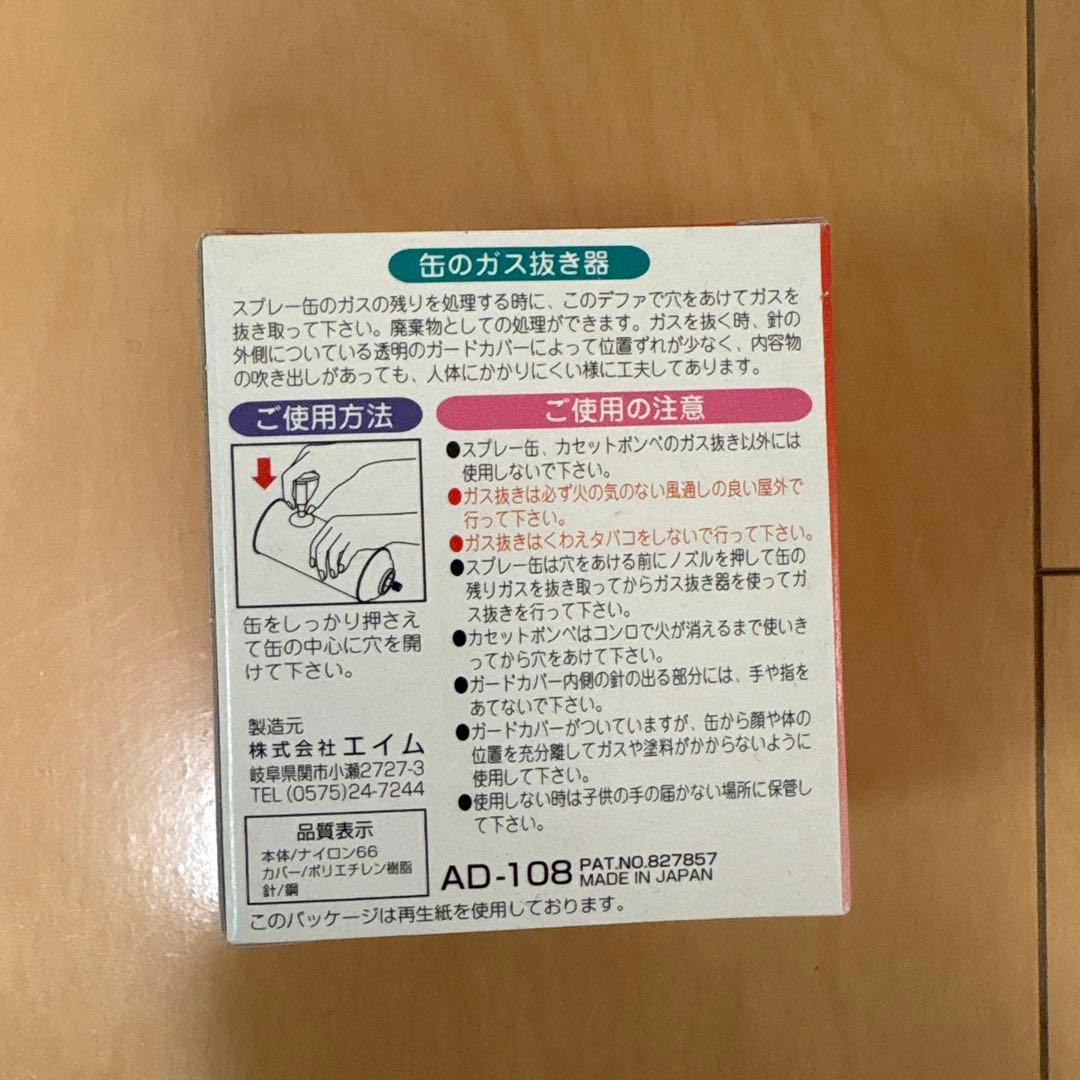 缶のガス抜き器
スプレー缶のガスの残りを処理する時に、このデファで穴をあけてガスを
抜き取って下さい。廃棄物としての処理ができます。ガスを抜く時、針の
外側についている透明のガードカバーによって位置ずれが少なく、内容物
の吹き出しがあっても、人体にかかりにくい様に工夫してあります。
ご使用方法
缶をしっかり押さえ
て缶の中心に穴を開
けて下さい。
ご使用の注意
●スプレー缶、カセットボンベのガス抜き以外には
使用しないで下さい。
●ガス抜きは必ず火の気のない風通しの良い屋外で
行って下さい。
●ガス抜きはくわえタバコをしないで行って下さい。
●スプレー缶は穴をあける前にノズルを押して缶の
残りガスを抜き取ってからガス抜き器を使ってガ
ス抜きを行って下さい。
●カセットボンベはコンロで火が消えるまで使いき
ってから穴をあけて下さい。
●ガードカバー内側の針の出る部分には、手や指を
あてないで下さい。
●ガードカバーがついていますが、缶から顔や体の
位置を充分離してガスや塗料がかからないように
使用して下さい。
●使用しない時は子供の手の届かない場所に保管し
て下さい。
製造元
株式会社エイム
岐阜県関市小瀬2727-3
TEL (0575)24-7244
品質表示
本体/ナイロン66
カバー/ポリエチレン樹脂
針/鋼
AD-108 PAT.NO.827857
MADE IN JAPAN
このパッケージは再生紙を使用しております。